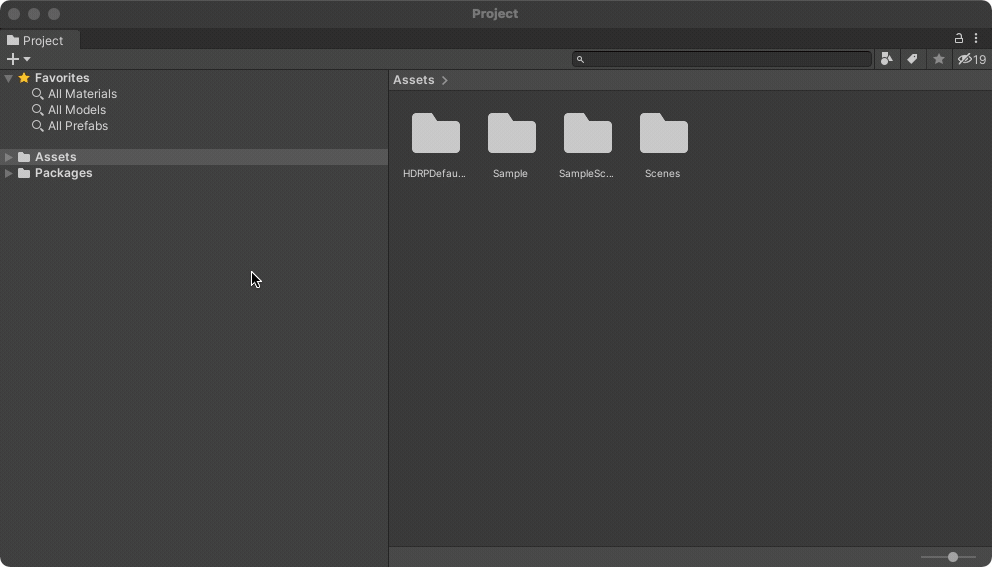 Project
Project
19
Favorites
All Materials
All Models
All Prefabs
Assets
Packages
Assets
HDRPDefau...
Sample
SampleSc...
Scenes